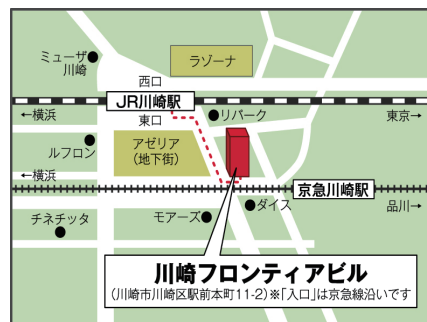 ミューザ
川崎
ラゾーナ
西口
JR川崎駅
←横浜
東口
リパーク
東京→
ルフロン
アゼリア
(地下街)
←横浜
京急川崎駅
チネチッタ
モアーズ
ダイス
品川→
川崎フロンティアビル
(川崎市川崎区駅前本町11-2)※「入口」は京急線沿いです